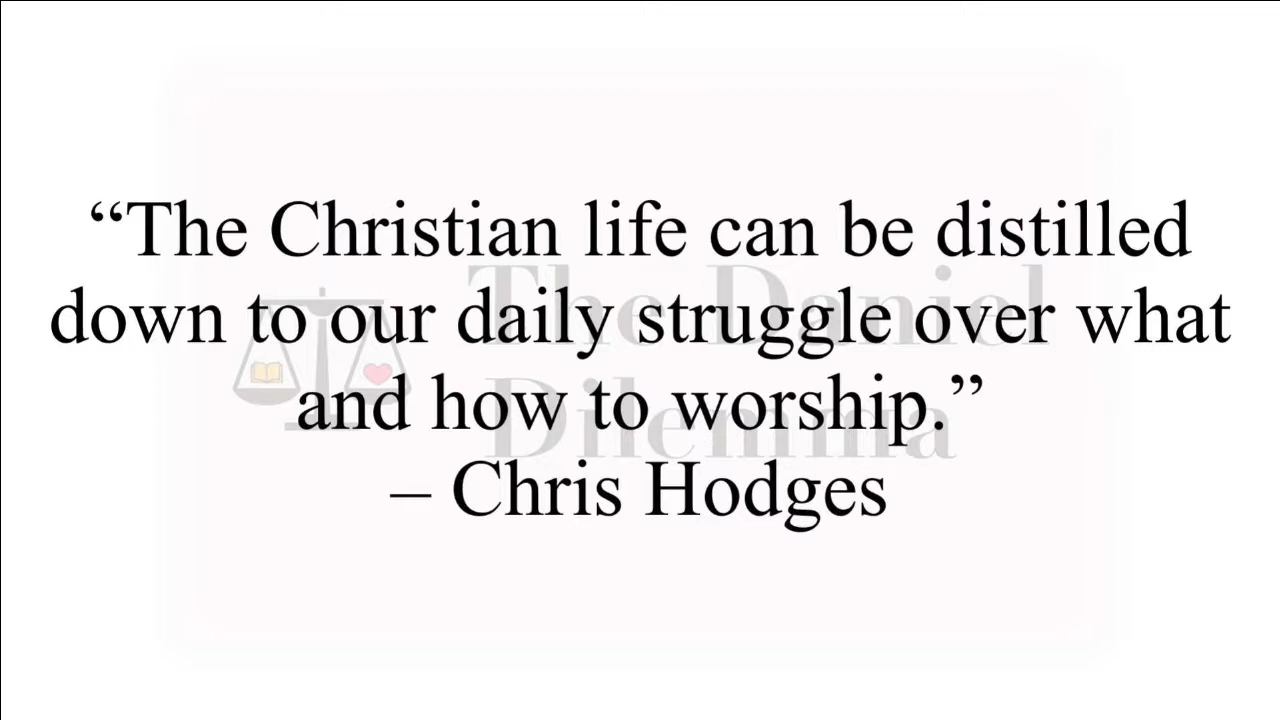 “The Christian life can be distilled
down to our daily struggle over what
and how to worship.”
– Chris Hodges
The Daniel
Dilemma